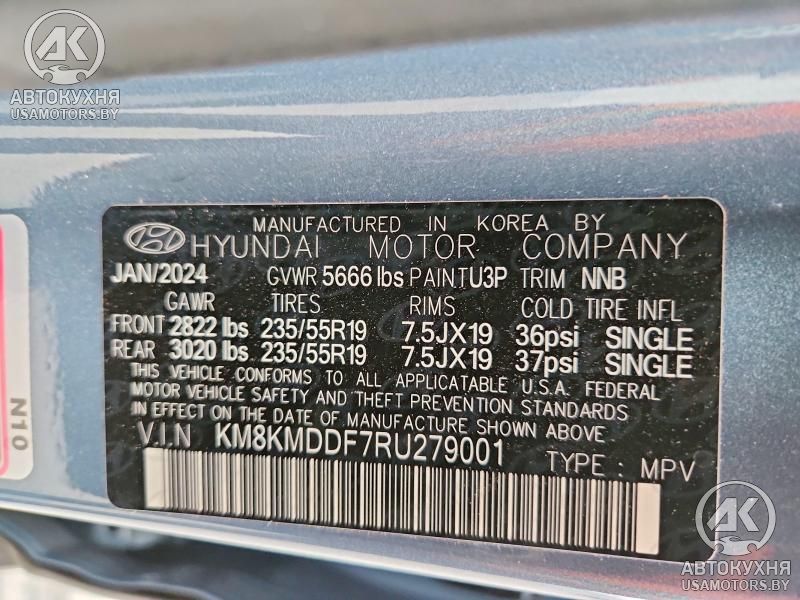 AK
АВТОКУХНЯ
USAMOTORS.BY
MANUFACTURED IN KOREA BY
HYUNDAI MOTOR COMPANY
JAN/2024 GVWR 5666 lbs PAINT U3P TRIM NNB
GAWR TIRES RIMS COLD TIRE INFL
FRONT 2822 lbs 235/55R19 7.5JX19 36psi SINGLE
REAR 3020 lbs 235/55R19 7.5JX19 37psi SINGLE
THIS VEHICLE CONFORMS TO ALL APPLICABLE U.S.A. FEDERAL
MOTOR VEHICLE SAFETY AND THEFT PREVENTION STANDARDS
IN EFFECT ON THE DATE OF MANUFACTURE SHOWN ABOVE.
V.I.N KM8KMDDF7RU279001
TYPE : MPV
N10
AK
АВТОКУХНЯ
USAMOTORS.BY